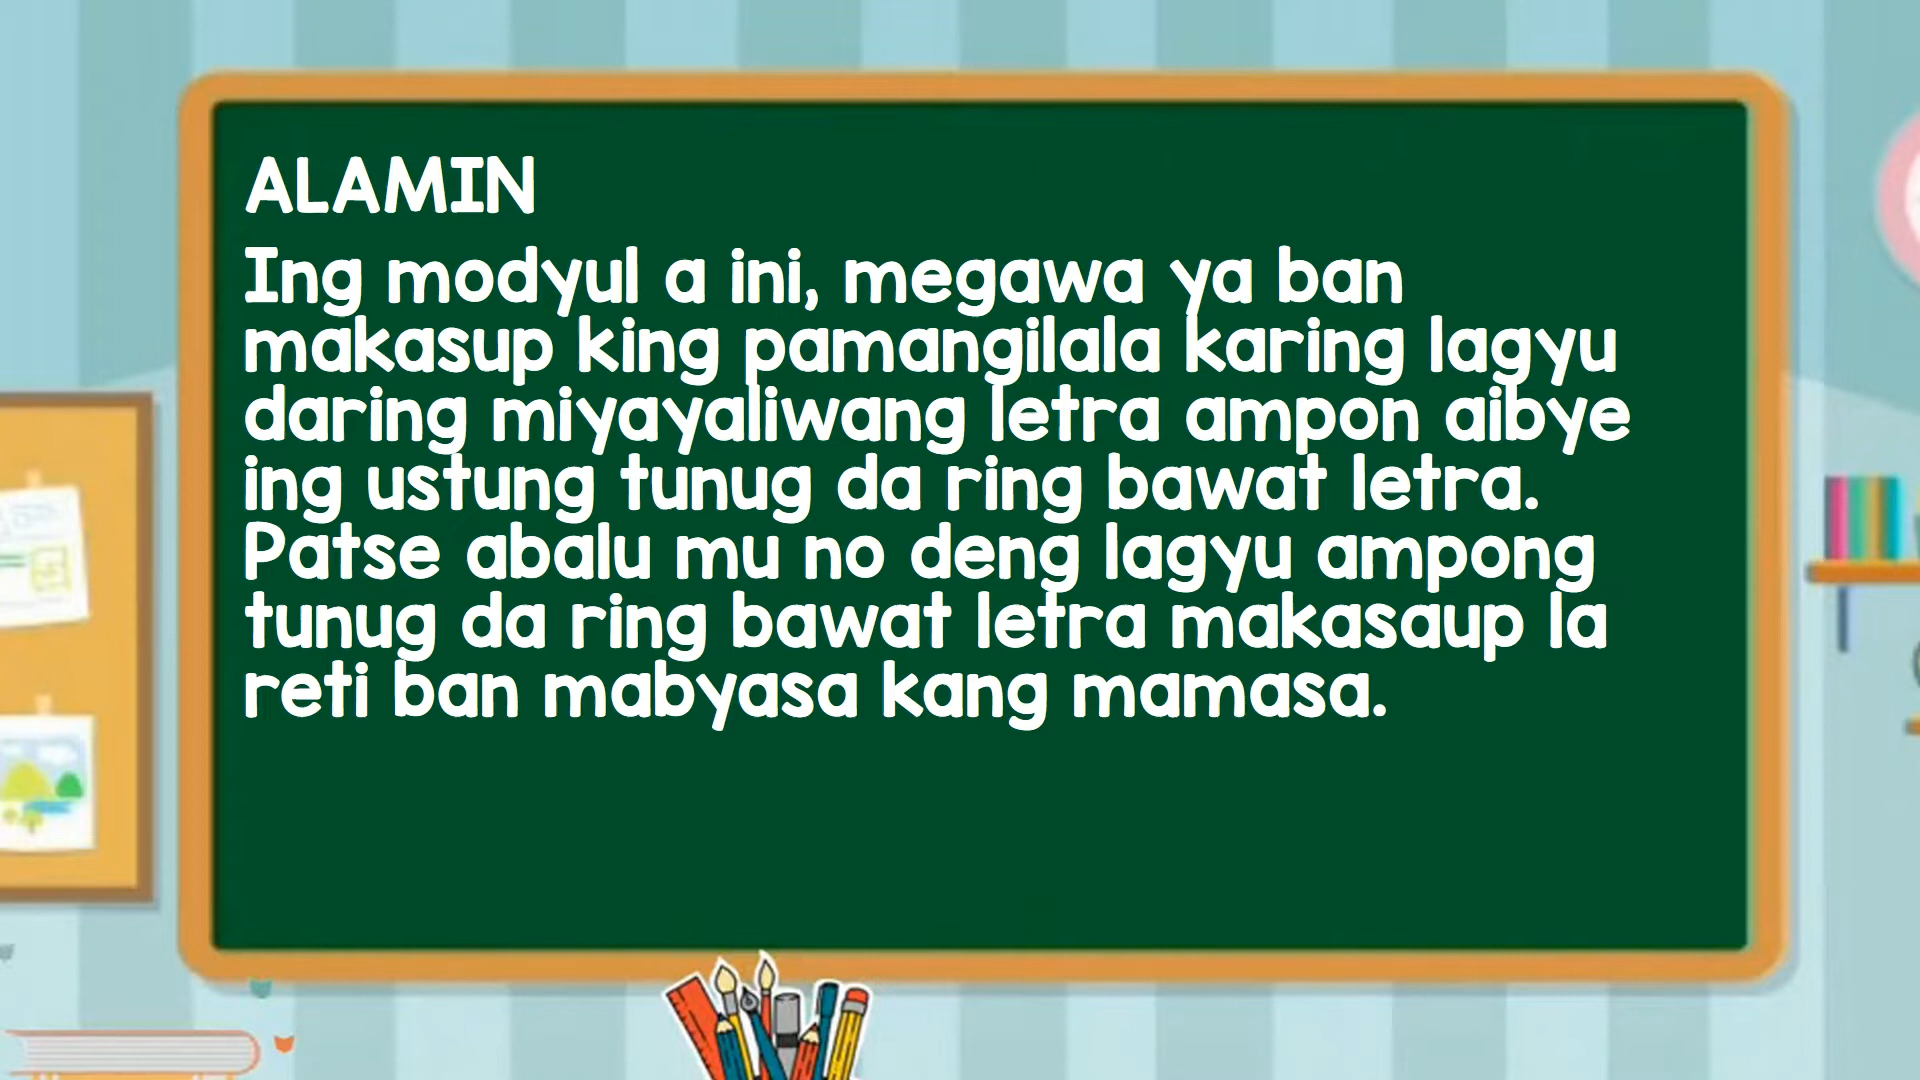 ALAMIN
Ing modyul a ini, megawa ya ban
makasup king pamangilala karing lagyu
daring miyayaliwang letra ampon aibye
ing ustung tunug da ring bawat letra.
Patse abalu mu no deng lagyu ampong
tunug da ring bawat letra makasaup la
reti ban mabyasa kang mamasa.